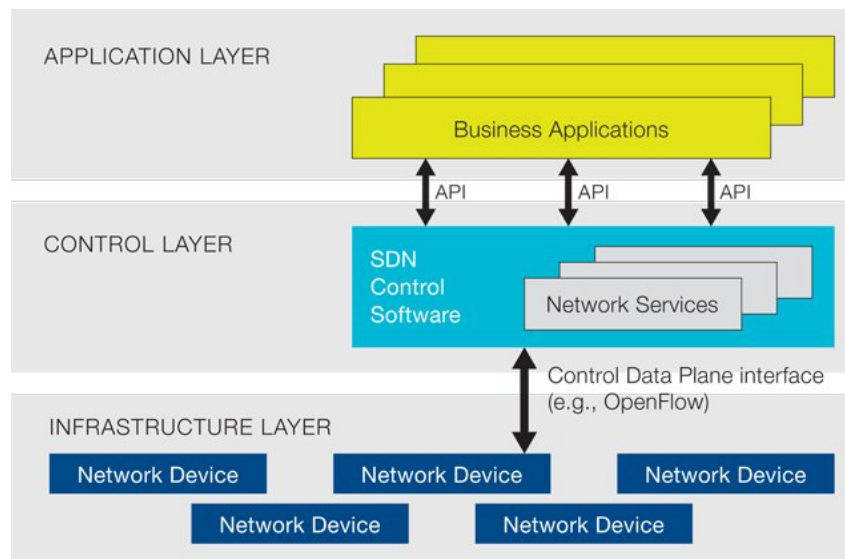 APPLICATION LAYER
Business Applications
API
API
API
CONTROL LAYER
SDN
Control
Software
Network Services
Control Data Plane interface
(e.g., OpenFlow)
INFRASTRUCTURE LAYER
Network Device
Network Device
Network Device
Network Device
Network Device